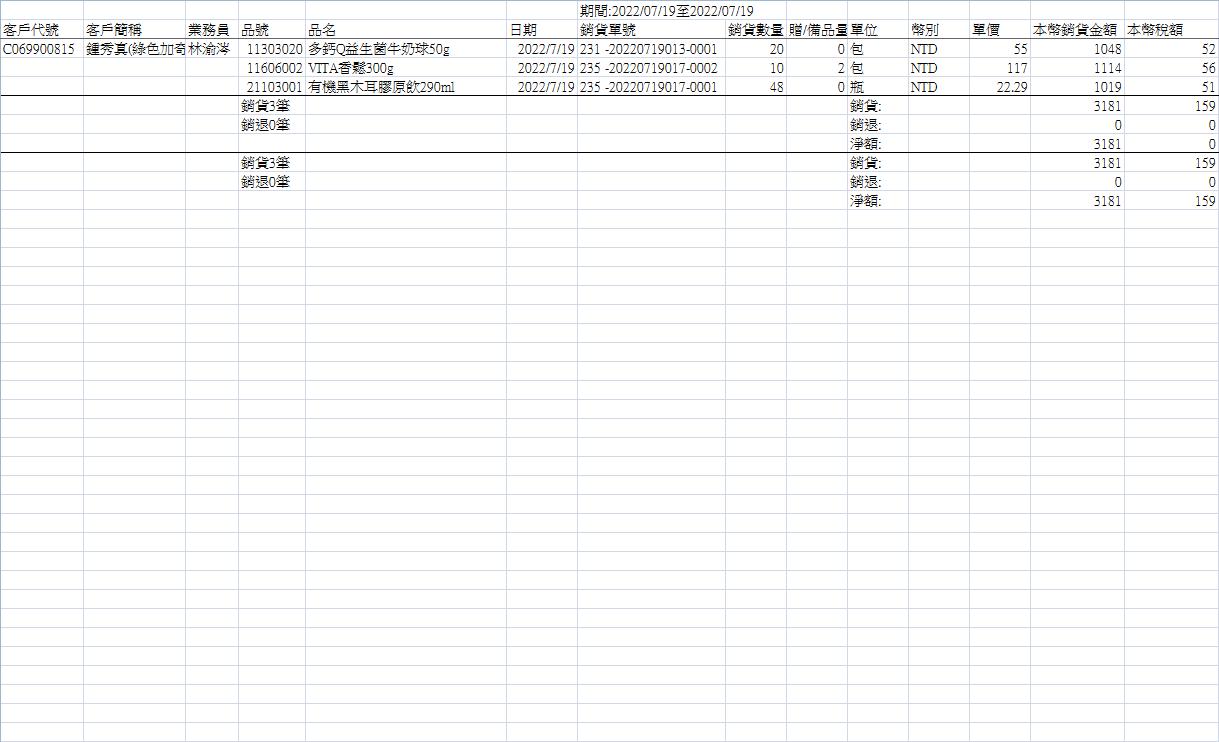 期間:2022/07/19至2022/07/19
客戶代號 客戶簡稱 業務員 品號 品名 日期 銷貨單號 銷貨數量 贈/備品量 單位 幣別 單價 本幣銷貨金額 本幣稅額
C069900815 鍾秀真(綠色加奇 林渝涔 11303020 多鈣Q益生菌牛奶球50g 2022/7/19 231 -20220719013-0001 20 0 包 NTD 55 1048 52
11606002 VITA香鬆300g 2022/7/19 235 -20220719017-0002 10 2 包 NTD 117 1114 56
21103001 有機黑木耳膠原飲290ml 2022/7/19 235 -20220719017-0001 48 0 瓶 NTD 22.29 1019 51
銷貨3筆 銷貨: 3181 159
銷退0筆 銷退: 0 0
淨額: 3181 0
銷貨3筆 銷貨: 3181 159
銷退0筆 銷退: 0 0
淨額: 3181 159